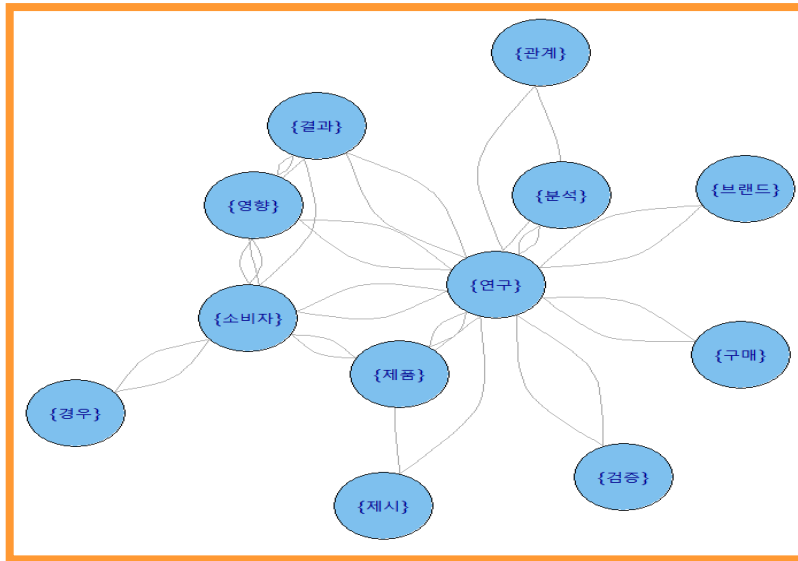 {관계}
{결과}
{브랜드}
{분석}
{영향}
{연구}
{소비자}
{구매}
{제품}
{경우}
{검증}
{제시}